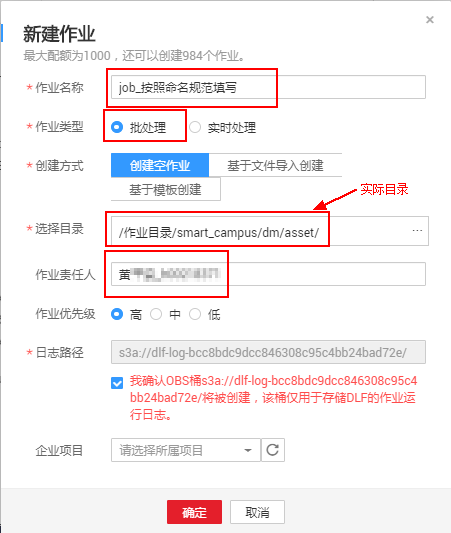 新建作业
最大配额为1000，还可以创建984个作业。
* 作业名称 job_按照命名规范填写
* 作业类型 批处理 实时处理
* 创建方式 创建空作业 基于文件导入创建
基于模板创建
实际目录
* 选择目录 /作业目录/smart_campus/dm/asset/ ...
作业责任人 黄
作业优先级 高 中 低
* 日志路径 s3a://dlf-log-bcc8bdc9dcc846308c95c4bb24bad72e/
我确认OBS桶s3a://dlf-log-bcc8bdc9dcc846308c95c4
bb24bad72e/将被创建，该桶仅用于存储DLF的作业运
行日志。
企业项目 请选择所属项目
确定 取消